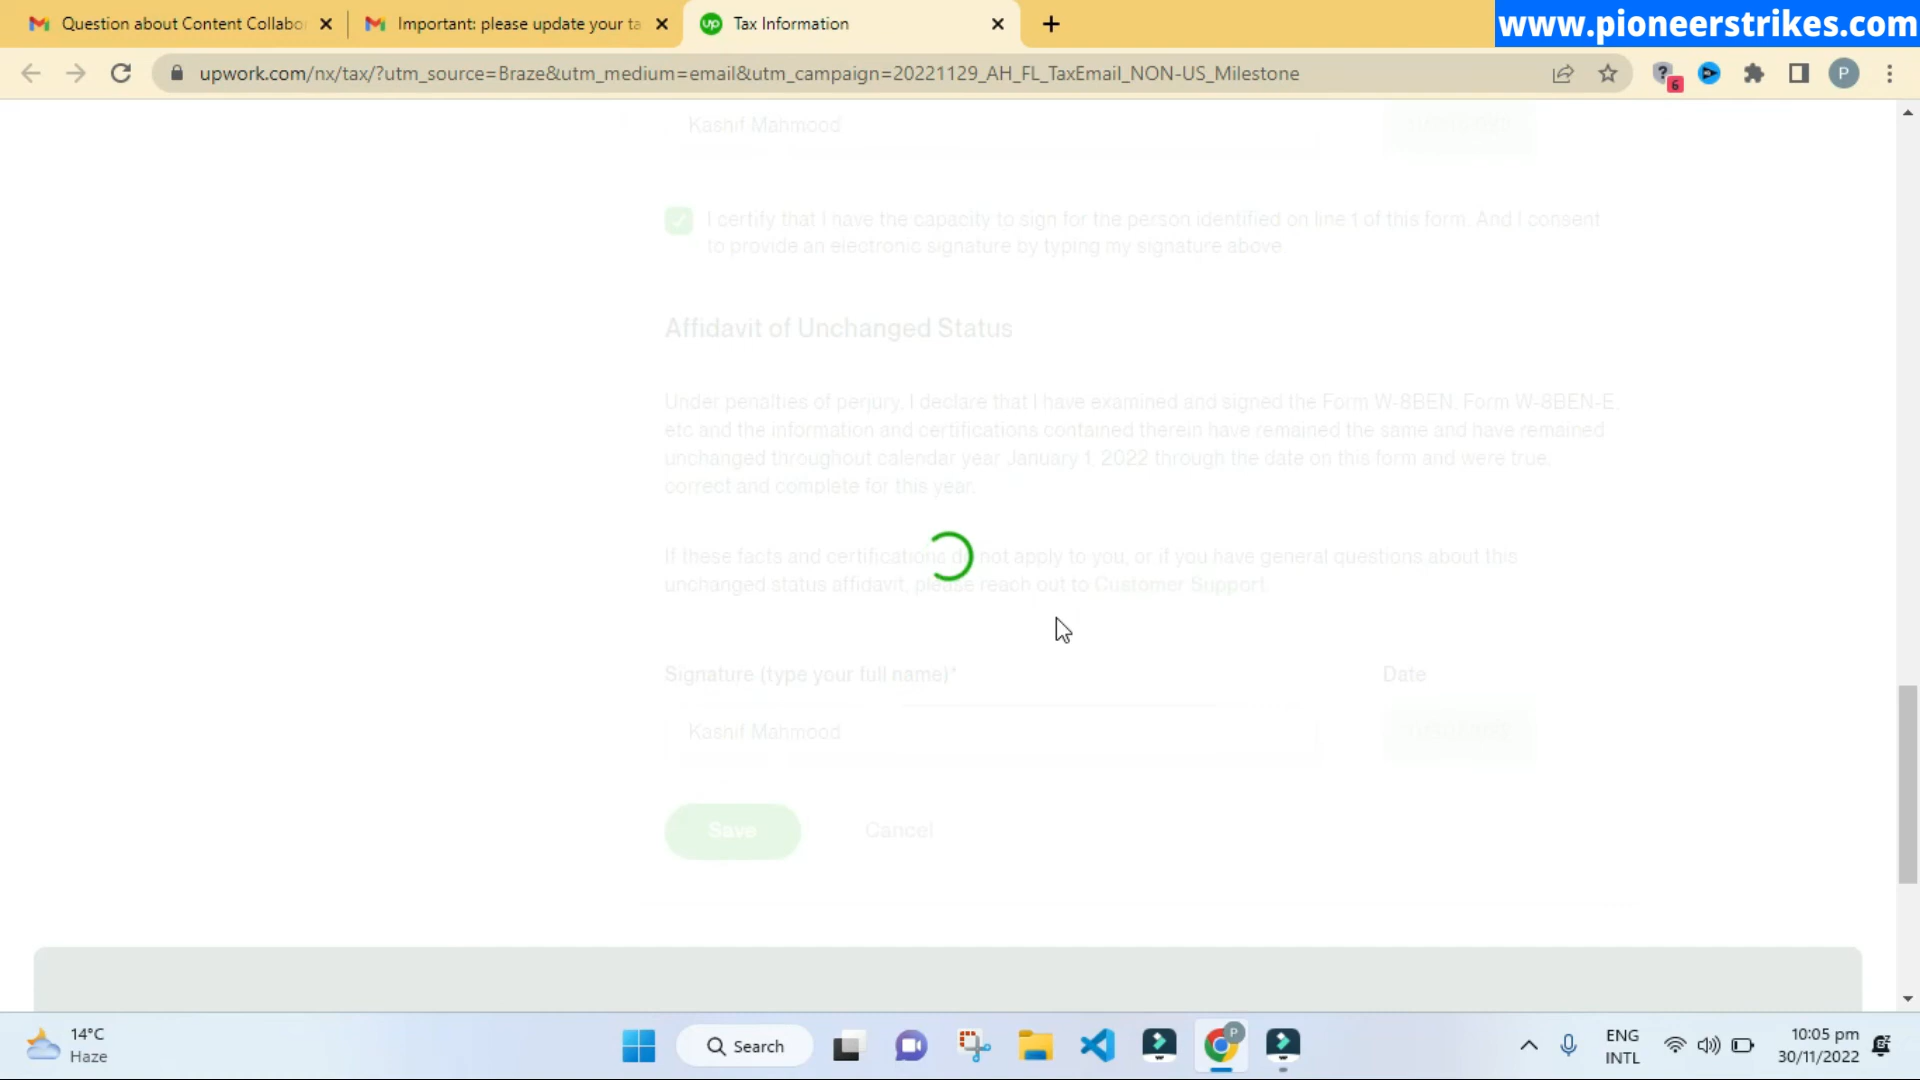 Question about Content Collabo
Important: please update your ta
Tax Information
www.pioneerstrikes.com
upwork.com/nx/tax/?utm_source=Braze&utm_medium=email&utm_campaign=20221129_AH_FL_TaxEmail_NON-US_Milestone
6
P
Kashif Mahmood
I certify that I have the capacity to sign for the person identified on line 1 of this form. And I consent
to provide an electronic signature by typing my signature above
Affidavit of Unchanged Status
Under penalties of perjury, I declare that I have examined and signed the Form W-8BEN, Form W-8BEN-E,
etc and the information and certifications contained therein have remained the same and have remained
unchanged throughout calendar year January 1, 2022 through the date on this form and were true,
correct and complete for this year.
If these facts and certifications do not apply to you, or if you have general questions about this
unchanged status affidavit, please reach out to Customer Support.
Signature (type your full name)*
Date
Kashif Mahmood
Save
Cancel
14°C
Haze
Search
P
ENG
INTL
10:05 pm
30/11/2022